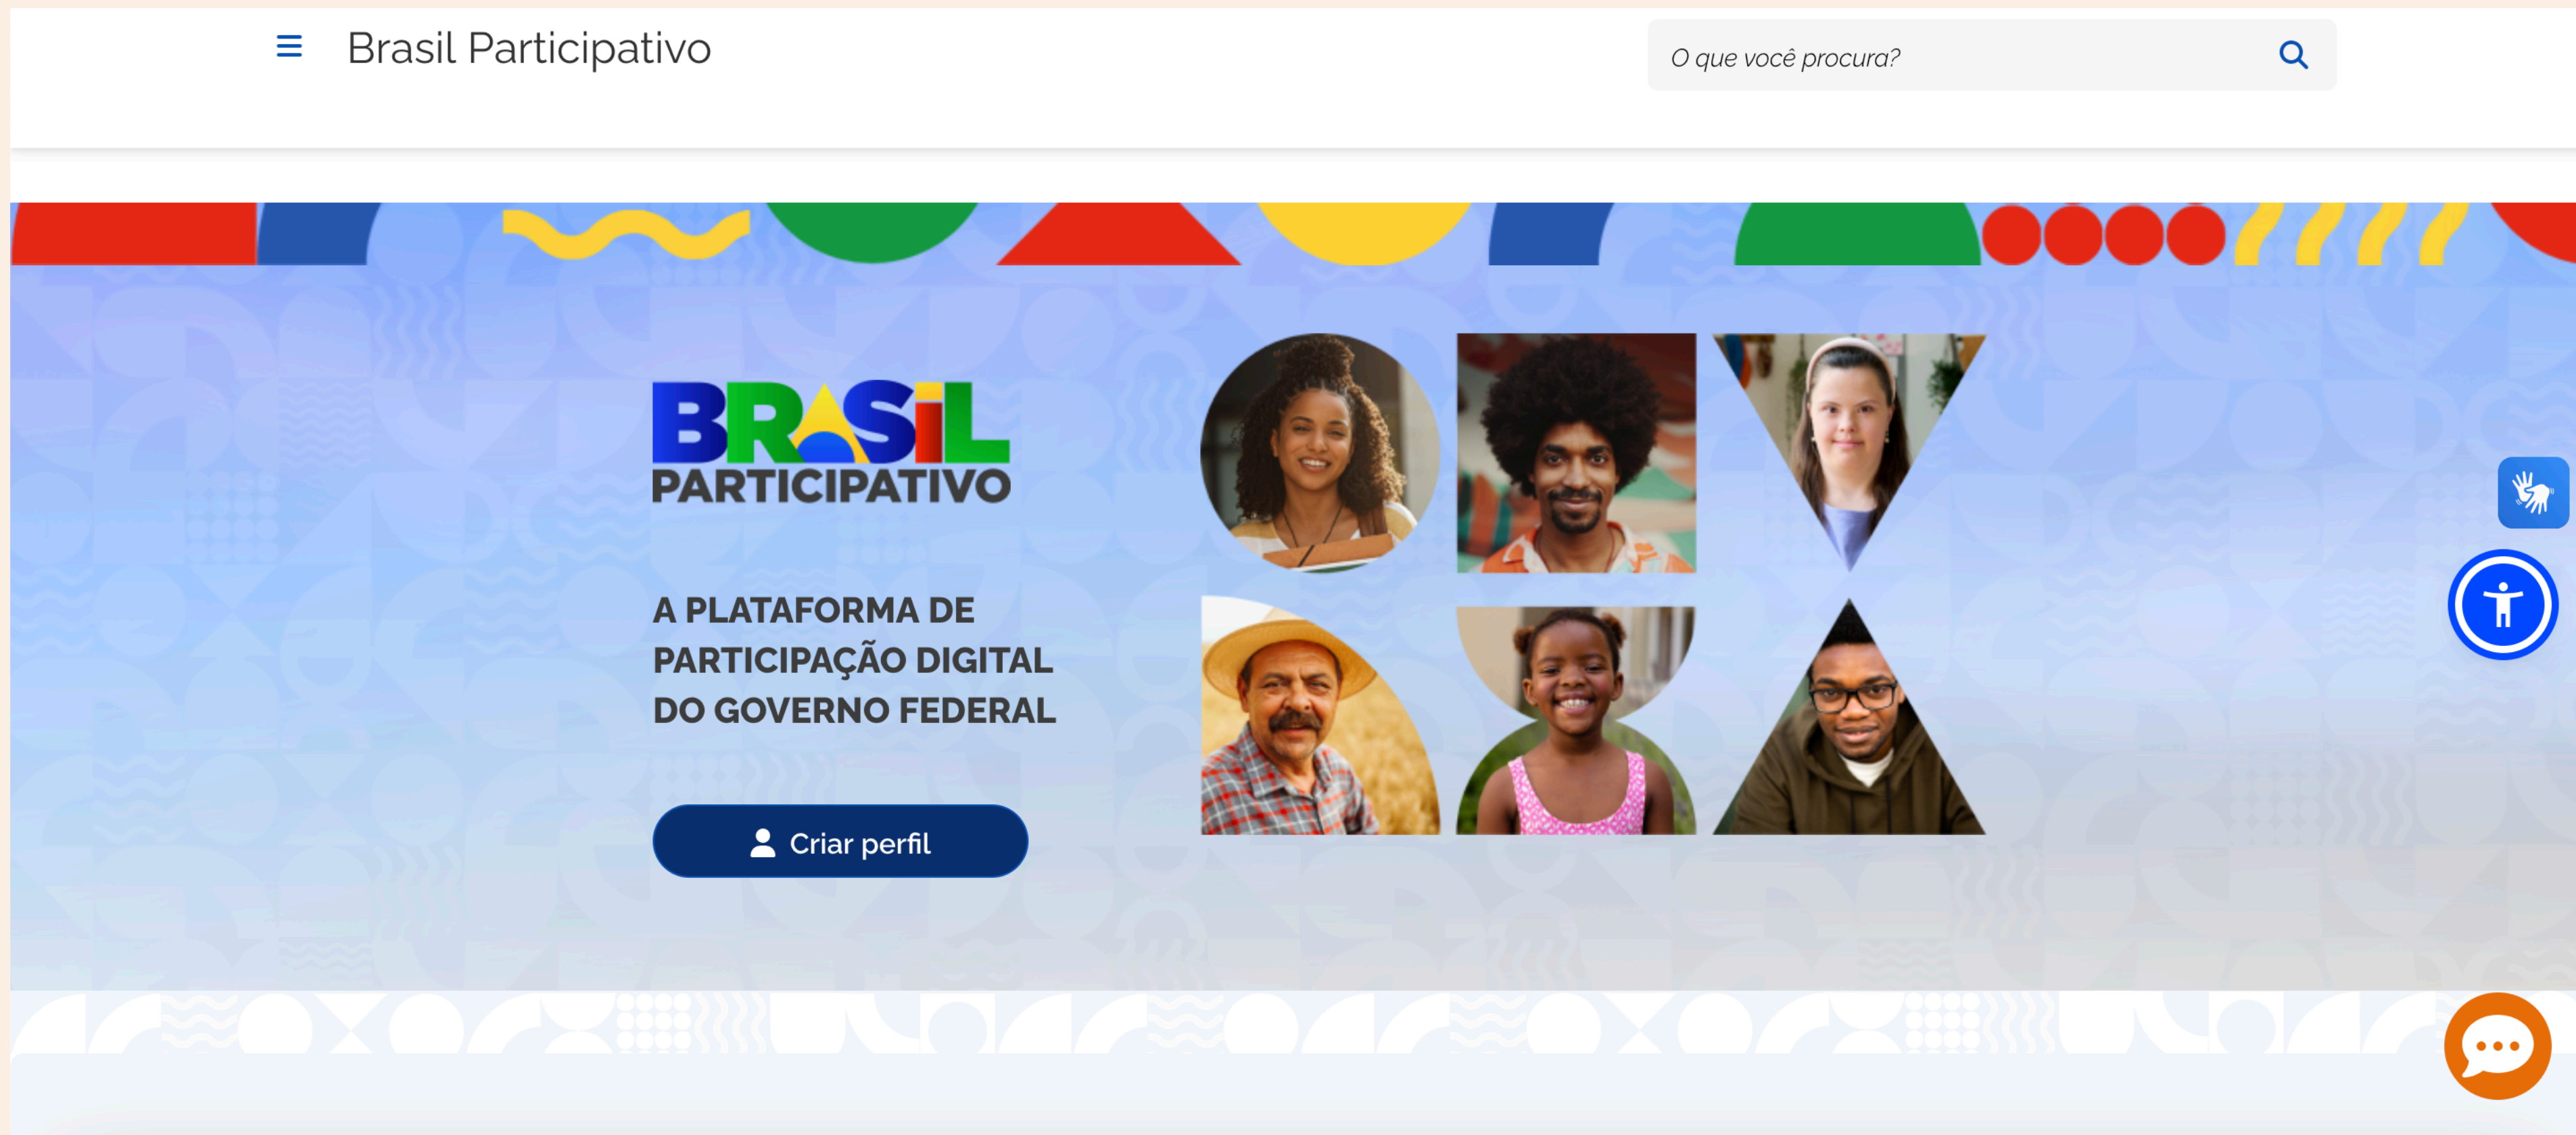 Brasil Participativo
O que você procura?
BRASIL
PARTICIPATIVO
A PLATAFORMA DE
PARTICIPAÇÃO DIGITAL
DO GOVERNO FEDERAL
Criar perfil